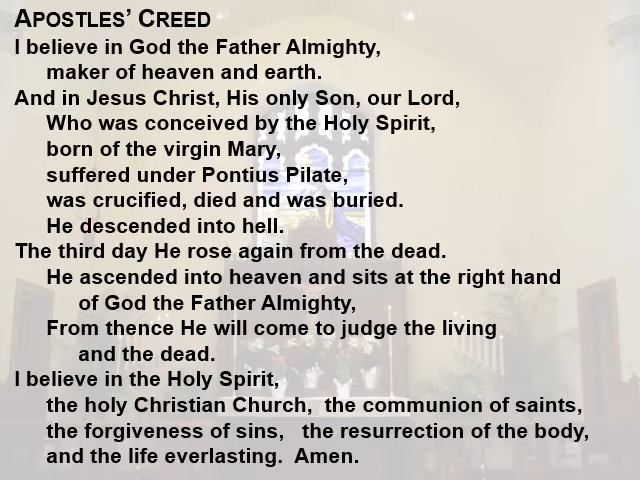 APOSTLES’ CREED
I believe in God the Father Almighty,
maker of heaven and earth.
And in Jesus Christ, His only Son, our Lord,
Who was conceived by the Holy Spirit,
born of the virgin Mary,
suffered under Pontius Pilate,
was crucified, died and was buried.
He descended into hell.
The third day He rose again from the dead.
He ascended into heaven and sits at the right hand
of God the Father Almighty,
From thence He will come to judge the living
and the dead.
I believe in the Holy Spirit,
the holy Christian Church,  the communion of saints,
the forgiveness of sins,   the resurrection of the body,
and the life everlasting.  Amen.